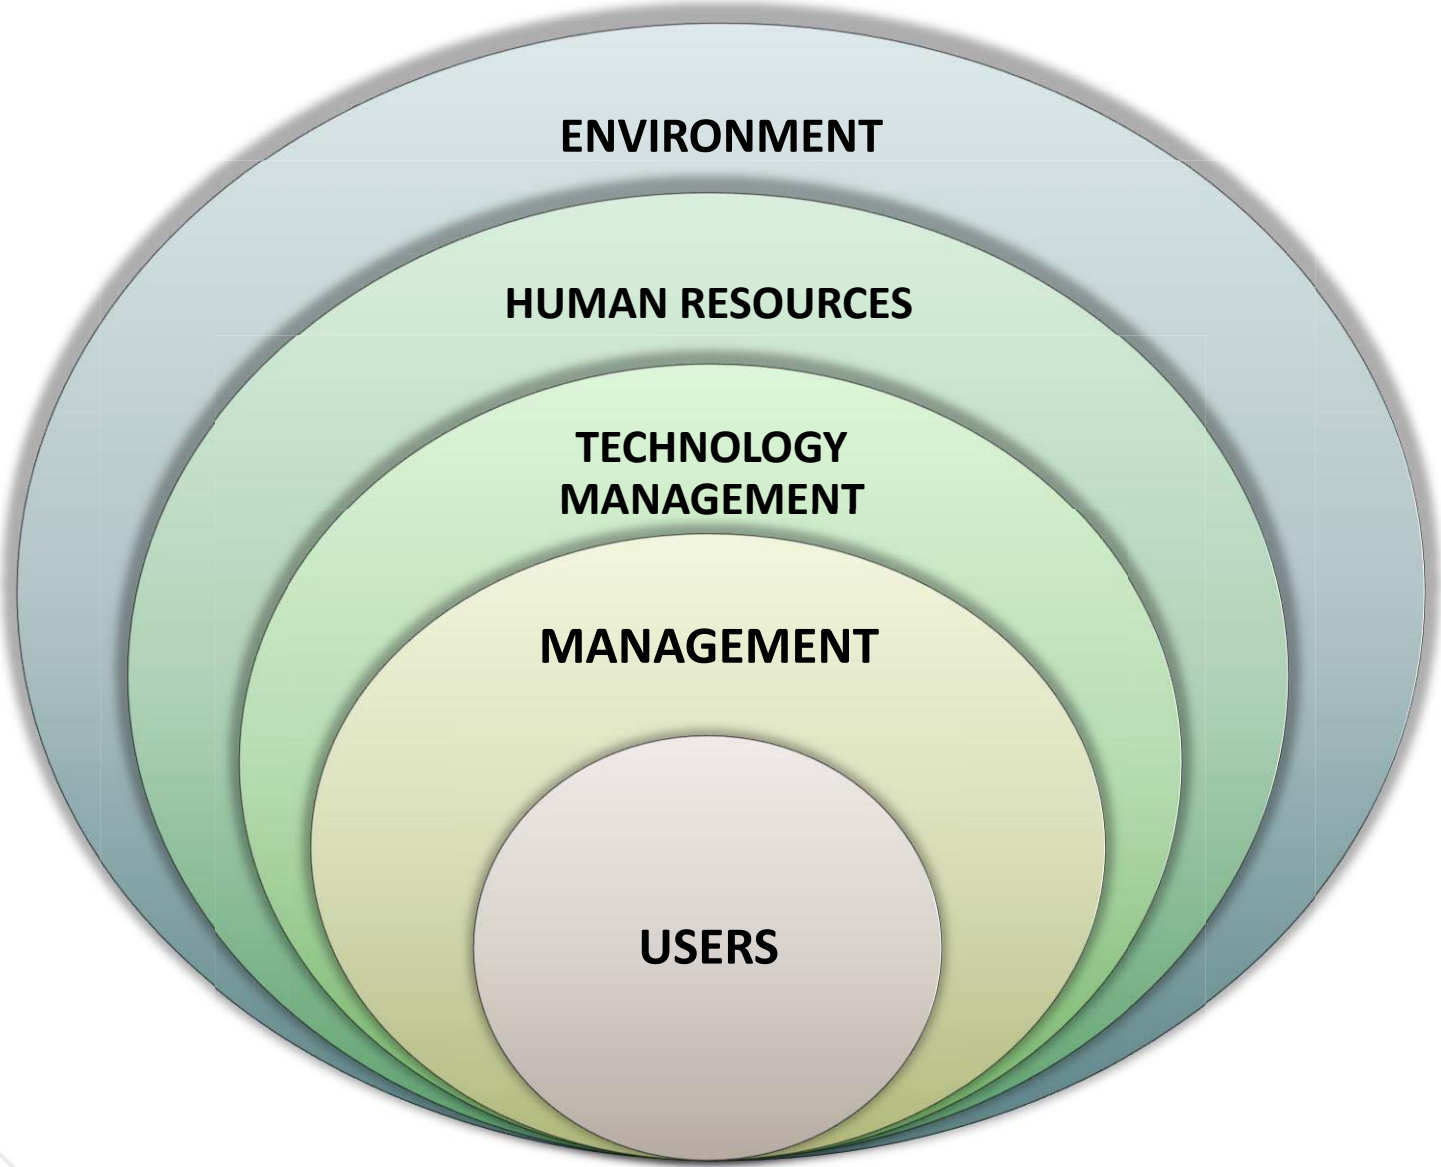 ENVIRONMENT
HUMAN RESOURCES
TECHNOLOGY
MANAGEMENT
MANAGEMENT
USERS